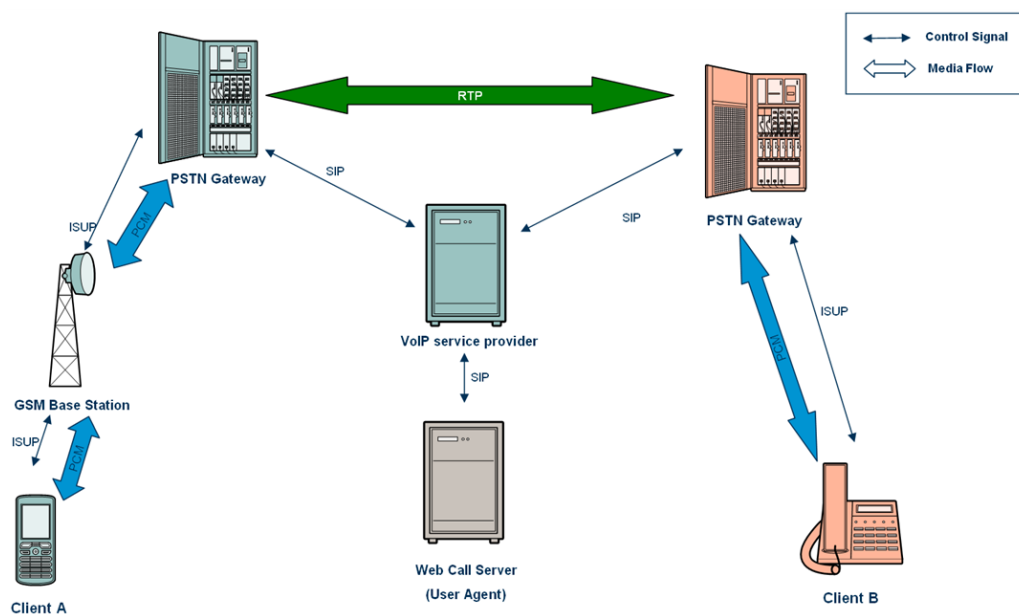 Control Signal
Media Flow
RTP
PSTN Gateway
SIP
PSTN Gateway
SIP
ISUP
PCM
VoIP service provider
ISUP
PCM
SIP
GSM Base Station
ISUP
PCM
Web Call Server
(User Agent)
Client A
Client B